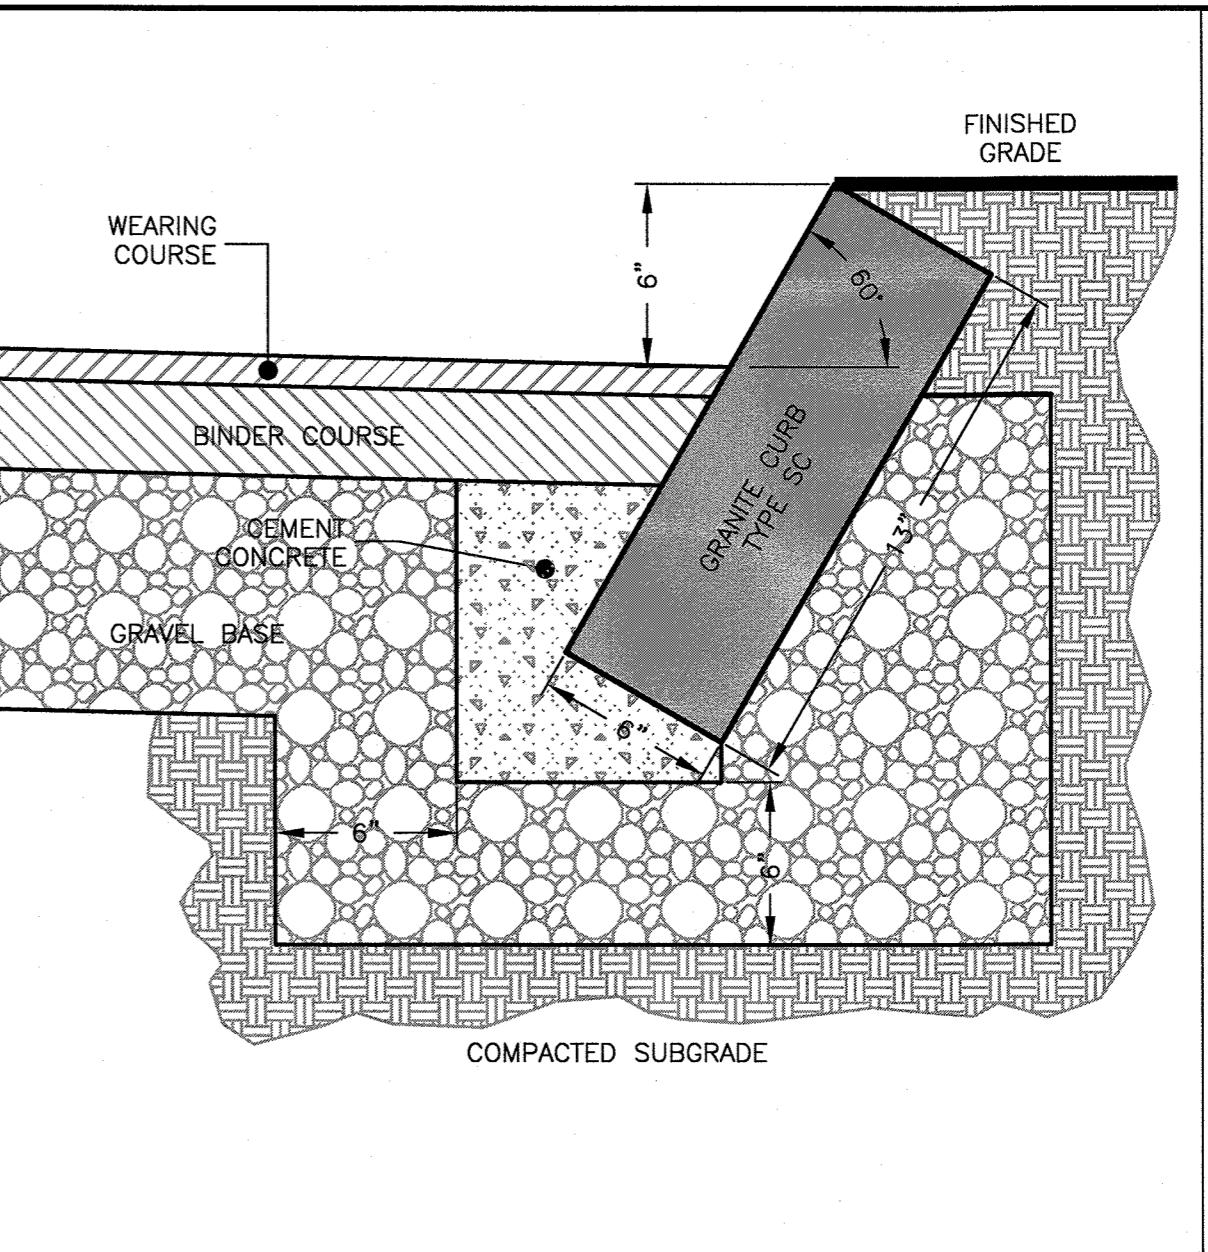 FINISHED
GRADE
WEARING
COURSE
6"
60°
BINDER COURSE
GRANITE CURB
TYPE SC
13"
CEMENT
CONCRETE
GRAVEL BASE
6"
6"
6"
COMPACTED SUBGRADE